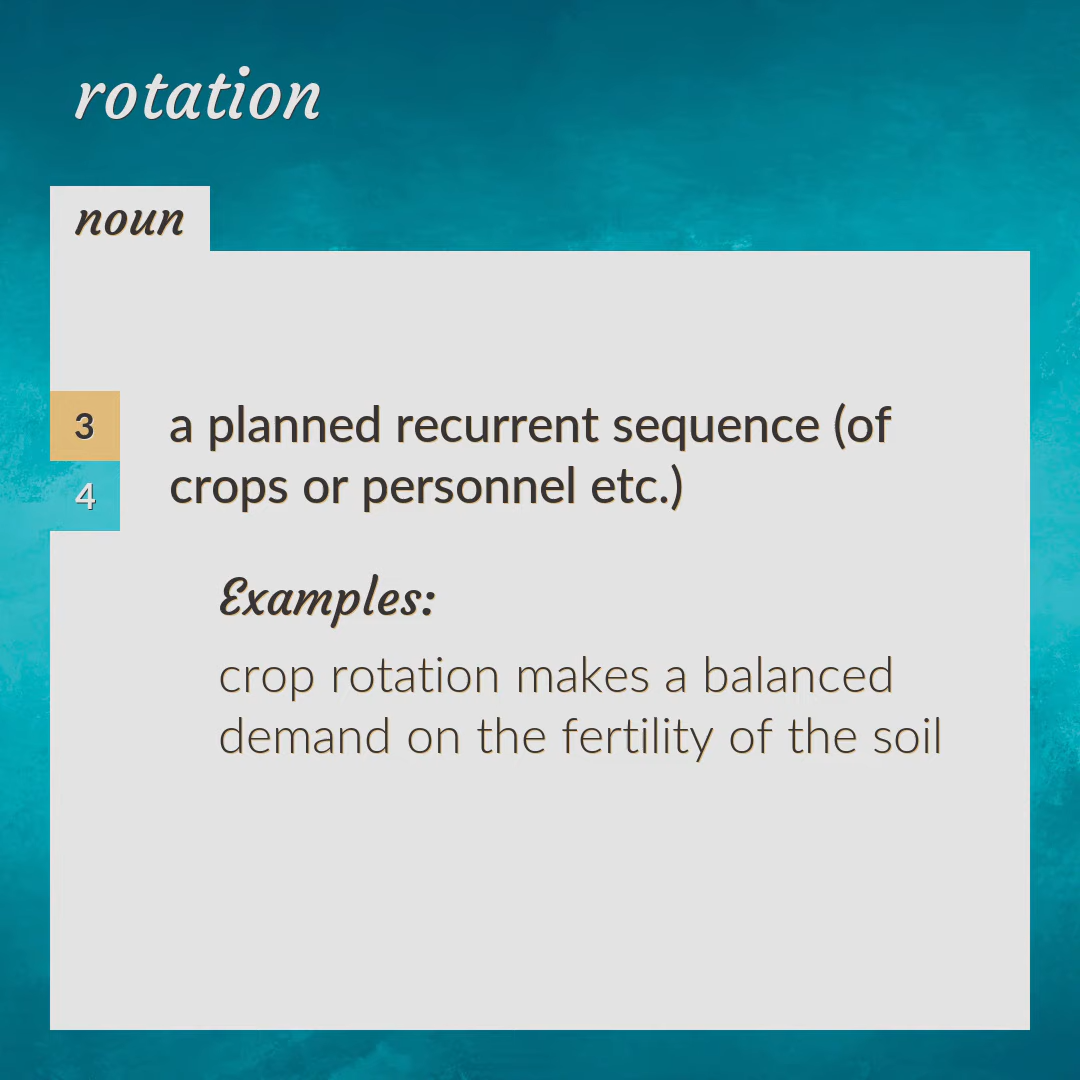 rotation
noun
3
a planned recurrent sequence (of
crops or personnel etc.)
4
Examples:
crop rotation makes a balanced
demand on the fertility of the soil